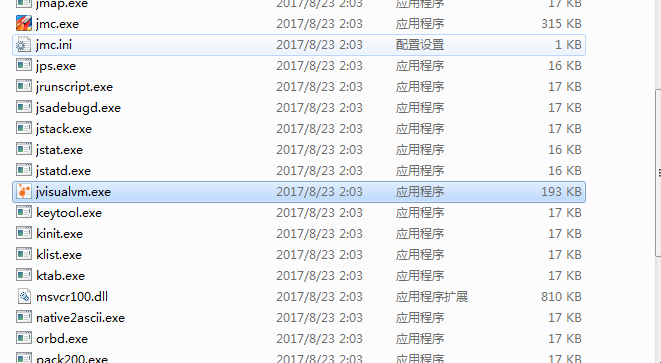 jmap.exe 2017/8/23 2:03 应用程序 17 KB
jmc.exe 2017/8/23 2:03 应用程序 315 KB
jmc.ini 2017/8/23 2:03 配置设置 1 KB
jps.exe 2017/8/23 2:03 应用程序 16 KB
jrunscript.exe 2017/8/23 2:03 应用程序 17 KB
jsadebugd.exe 2017/8/23 2:03 应用程序 17 KB
jstack.exe 2017/8/23 2:03 应用程序 17 KB
jstat.exe 2017/8/23 2:03 应用程序 16 KB
jstatd.exe 2017/8/23 2:03 应用程序 16 KB
jvisualvm.exe 2017/8/23 2:03 应用程序 193 KB
keytool.exe 2017/8/23 2:03 应用程序 17 KB
kinit.exe 2017/8/23 2:03 应用程序 17 KB
klist.exe 2017/8/23 2:03 应用程序 17 KB
ktab.exe 2017/8/23 2:03 应用程序 17 KB
msvcr100.dll 2017/8/23 2:03 应用程序扩展 810 KB
native2ascii.exe 2017/8/23 2:03 应用程序 17 KB
orbd.exe 2017/8/23 2:03 应用程序 17 KB
pack200.exe 2017/8/23 2:03 应用程序 17 KB